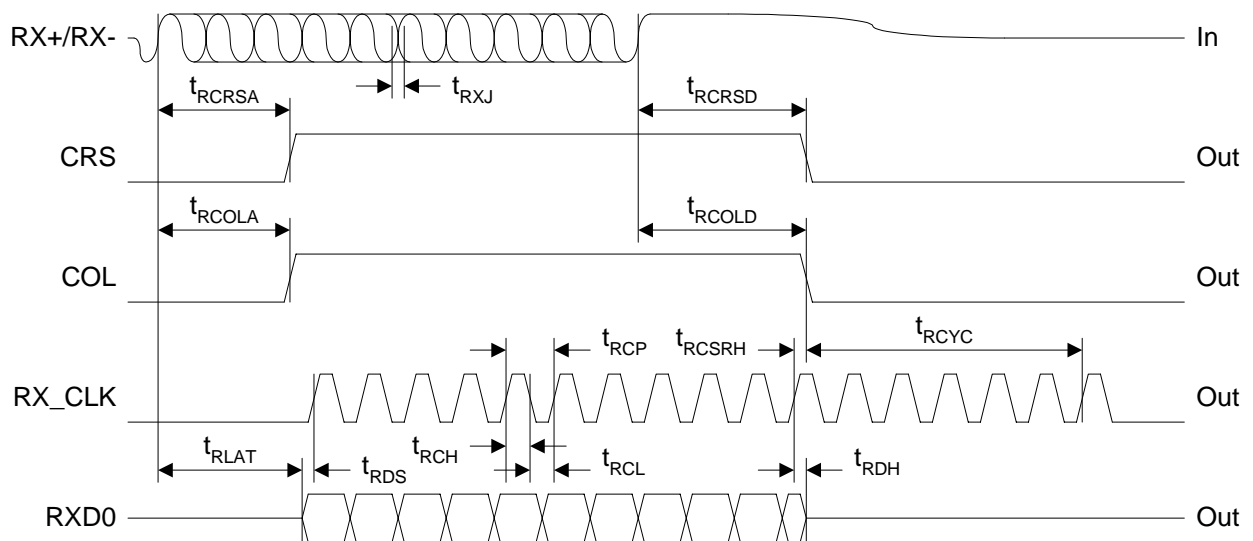 RX+/RX- In
tRCRSA tRXJ tRCRSD
CRS Out
tRCOLA tRCOLD
COL Out
tRCP tRCSRH tRCYC
RX_CLK Out
tRLAT tRDS tRCH tRCL tRDH
RXD0 Out